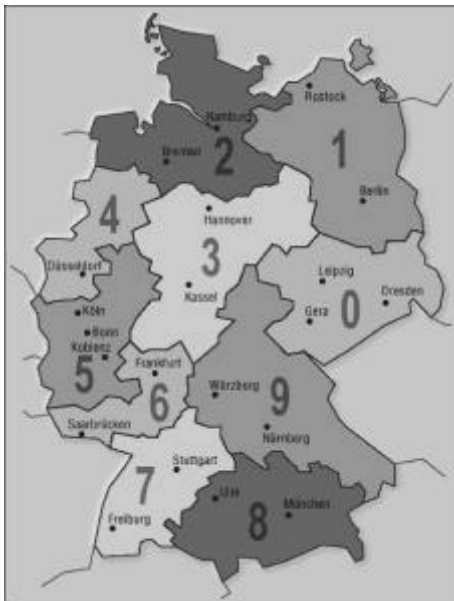 Rostock
Hamburg
1
Bremen
2
Berlin
4
Hannover
3
Düsseldorf
Leipzig
Kassel
Dresden
0
Köln
Gera
Bonn
Koblenz
5
Frankfurt
6
Würzberg
9
Saarbrücken
Nürnberg
Stuttgart
7
Ulm
München
8
Freiburg